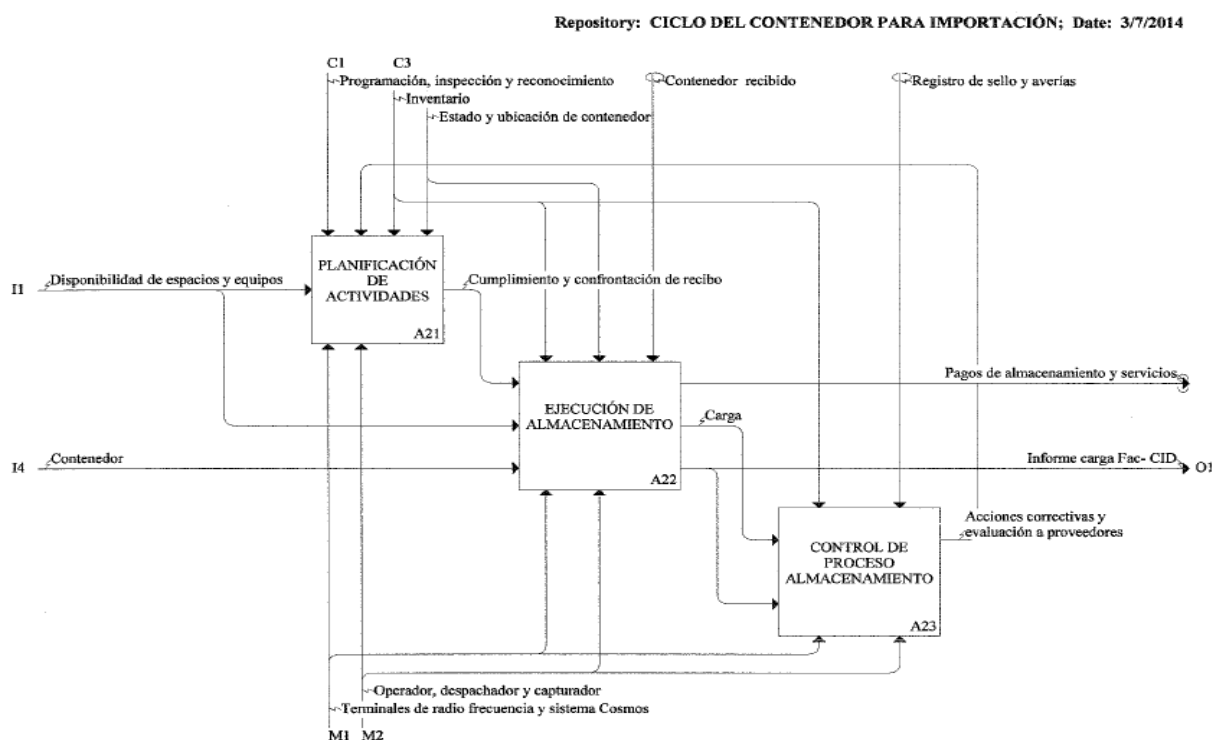 Repository: CICLO DEL CONTENEDOR PARA IMPORTACIÓN; Date: 3/7/2014
C1
C3
Programación, inspección y reconocimiento
Inventario
Estado y ubicación de contenedor
Contenedor recibido
Registro de sello y averías
I1
Disponibilidad de espacios y equipos
PLANIFICACIÓN
DE
ACTIVIDADES
A21
Cumplimiento y confrontación de recibo
Pagos de almacenamiento y servicios
EJECUCIÓN DE
ALMACENAMIENTO
A22
Carga
I4
Contenedor
Informe carga Fac- CID
O1
Acciones correctivas y
evaluación a proveedores
CONTROL DE
PROCESO
ALMACENAMIENTO
A23
Operador, despachador y capturador
Terminales de radio frecuencia y sistema Cosmos
M1
M2